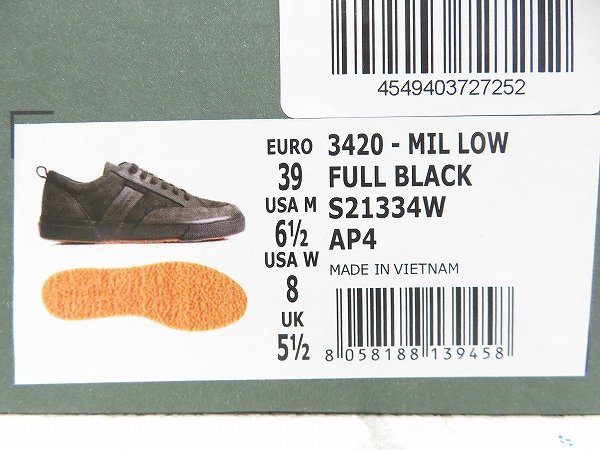 4549403727252
EURO
39
USA M
6½
USA W
8
UK
5½
3420 - MIL LOW
FULL BLACK
S21334W
AP4
MADE IN VIETNAM
8 058188 139458